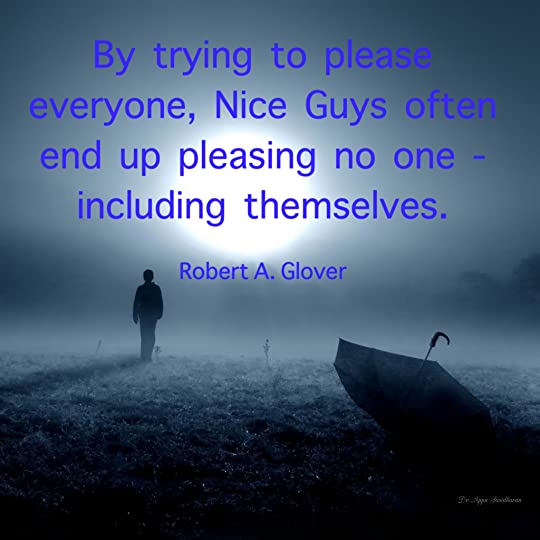 By trying to please
everyone, Nice Guys often
end up pleasing no one -
including themselves.
Robert A. Glover